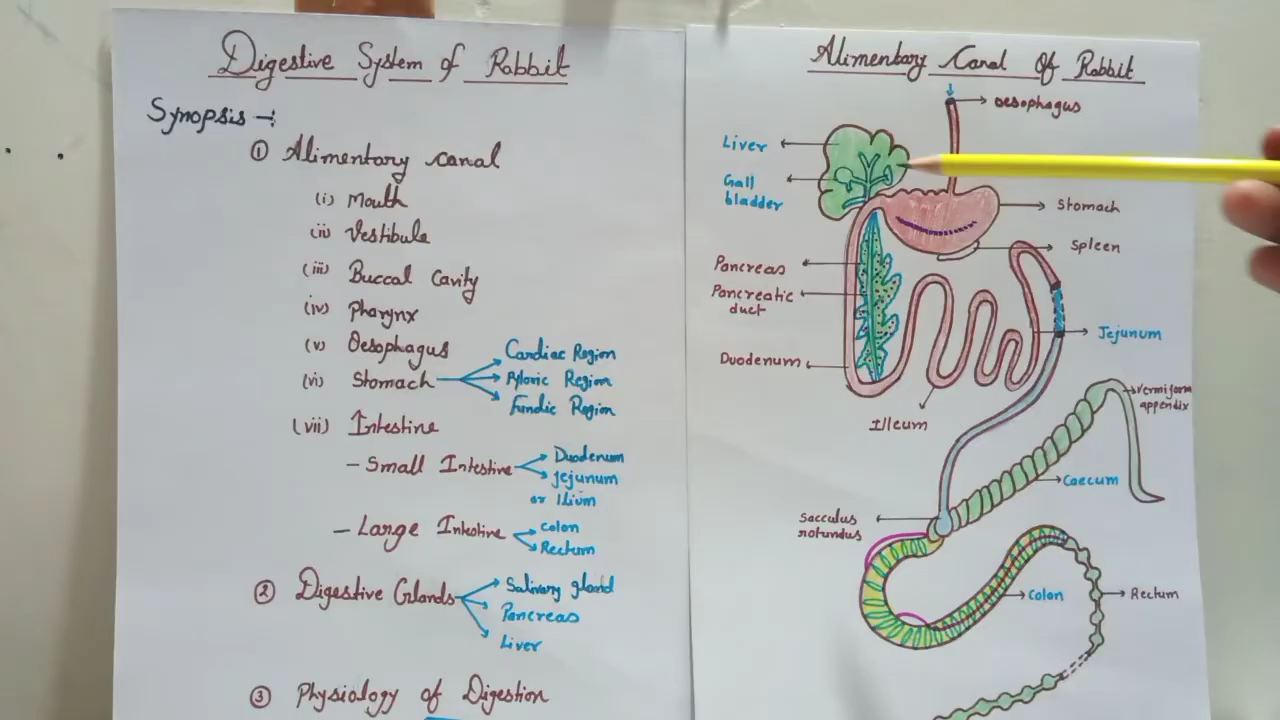 Digestive System of Rabbit
Synopsis →
① Alimentary canal
(i) Mouth
(ii) Vestibule
(iii) Buccal Cavity
(iv) Pharynx
(v) Oesophagus
(vi) Stomach
Cardiac Region
Pyloric Region
Fundic Region
(vii) Intestine
- Small Intestine
Duodenum
Jejunum
or Ilium
- Large Intestine
Colon
Rectum
② Digestive Glands
Salivary gland
Pancreas
Liver
③ Physiology of Digestion
Alimentary Canal Of Rabbit
Oesophagus
Liver
Gall
bladder
Stomach
Spleen
Pancreas
Pancreatic
duct
Jejunum
Duodenum
Vermiform
appendix
Illeum
Caecum
Sacculus
rotundus
Colon
Rectum